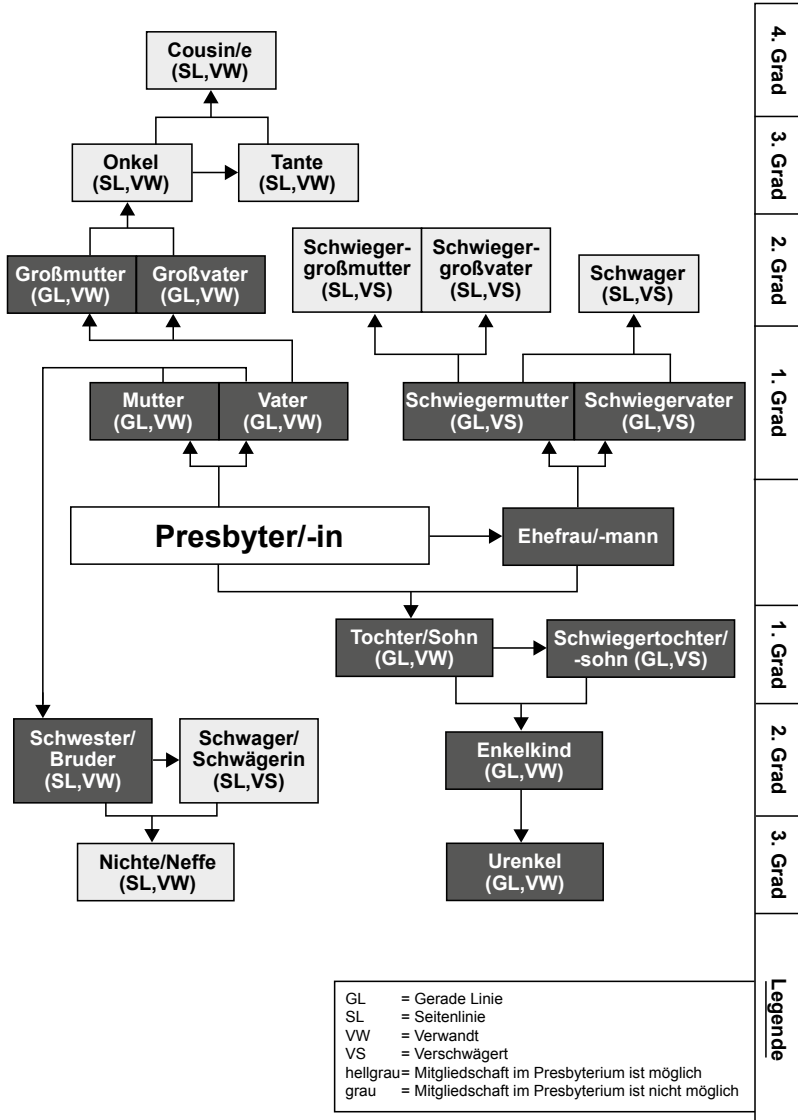 Cousin/e
(SL,VW)
4. Grad
Onkel
(SL,VW)
Tante
(SL,VW)
3. Grad
Großmutter
(GL,VW)
Großvater
(GL,VW)
Schwieger-
großmutter
(SL,VS)
Schwieger-
großvater
(SL,VS)
Schwager
(SL,VS)
2. Grad
Mutter
(GL,VW)
Vater
(GL,VW)
Schwiegermutter
(GL,VS)
Schwiegervater
(GL,VS)
1. Grad
Presbyter/-in
Ehefrau/-mann
Tochter/Sohn
(GL,VW)
Schwiegertochter/
-sohn (GL,VS)
1. Grad
Schwester/
Bruder
(SL,VW)
Schwager/
Schwägerin
(SL,VS)
Enkelkind
(GL,VW)
2. Grad
Nichte/Neffe
(SL,VW)
Urenkel
(GL,VW)
3. Grad
Legende
GL = Gerade Linie
SL = Seitenlinie
VW = Verwandt
VS = Verschwägert
hellgrau= Mitgliedschaft im Presbyterium ist möglich
grau = Mitgliedschaft im Presbyterium ist nicht möglich